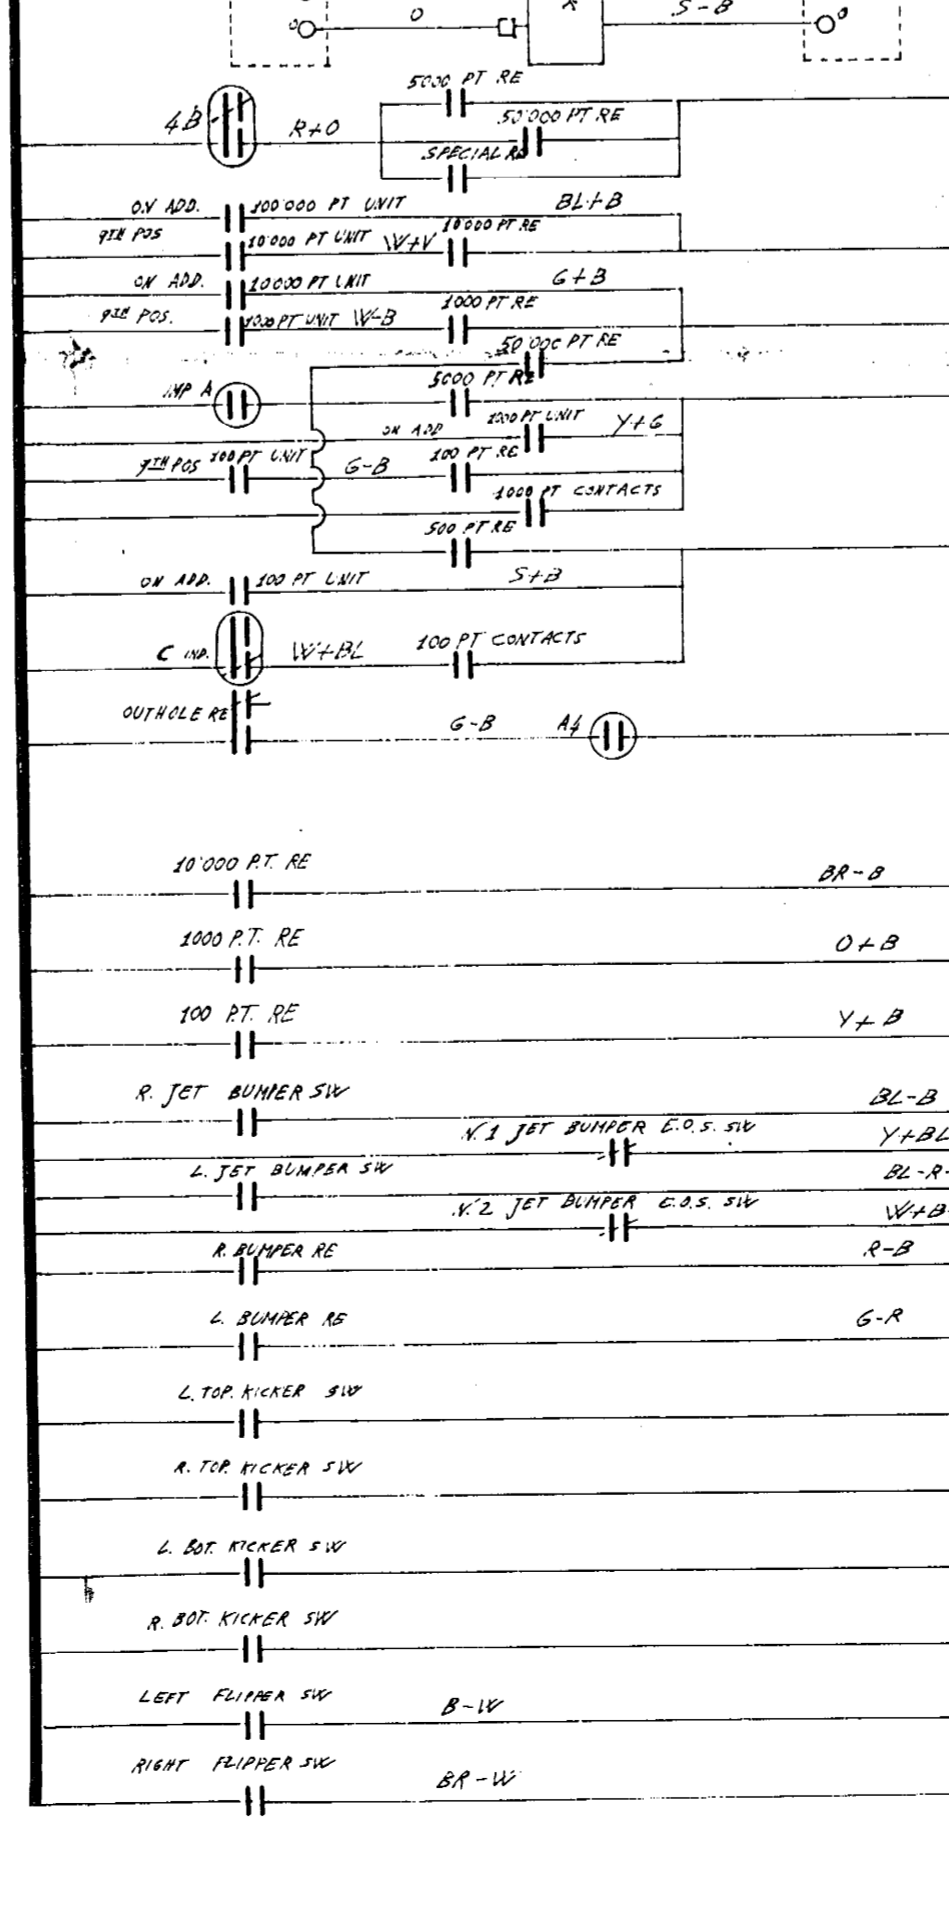 O
S-B
5000 PT RE
50'000 PT RE
4B
R+O
SPECIAL RE
ON ADD.
100'000 PT UNIT
BL+B
9TH POS
10'000 PT UNIT
W+V
10'000 PT RE
ON ADD.
10'000 PT UNIT
G+B
9TH POS.
1000 PT UNIT
W-B
1000 PT RE
50'000 PT RE
5000 PT RE
IMP A
ON ADD
1000 PT UNIT
Y+G
9TH POS
100 PT UNIT
G-B
100 PT RE
1000 PT CONTACTS
500 PT RE
ON ADD.
100 PT UNIT
S+B
C IMP.
W+BL
100 PT CONTACTS
OUTHOLE RE
G-B
A4
10'000 P.T. RE
BR-B
1000 P.T. RE
O+B
100 P.T. RE
Y+B
R. JET BUMPER SW
BL-B
N.1 JET BUMPER E.O.S. SW
Y+BL
L. JET BUMPER SW
BL-R-
N.2 JET BUMPER E.O.S. SW
W+B-
R. BUMPER RE
R-B
L. BUMPER RE
G-R
L. TOP. KICKER SW
R. TOP. KICKER SW
L. BOT. KICKER SW
R. BOT. KICKER SW
LEFT FLIPPER SW
B-W
RIGHT FLIPPER SW
BR-W